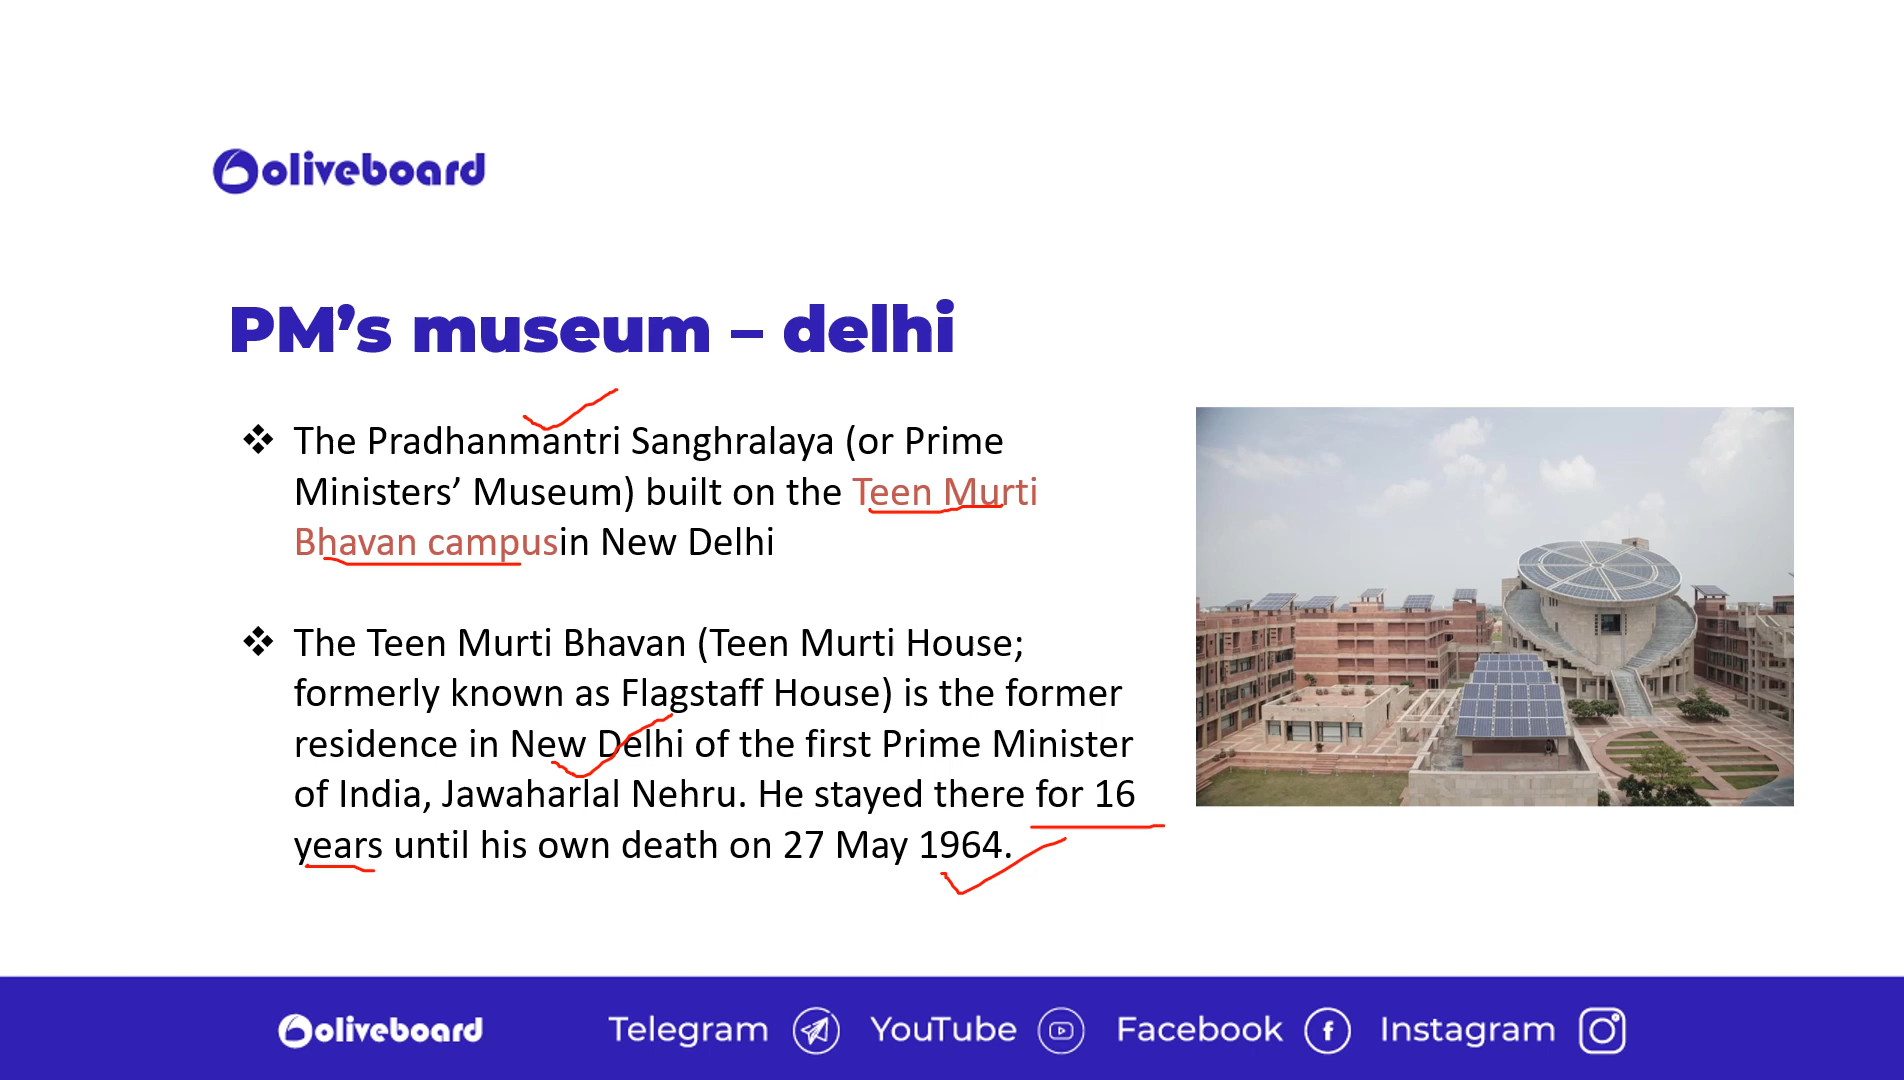 oliveboard
PM’s museum – delhi
❖ The Pradhanmantri Sanghralaya (or Prime
Ministers’ Museum) built on the Teen Murti
Bhavan campusin New Delhi
❖ The Teen Murti Bhavan (Teen Murti House;
formerly known as Flagstaff House) is the former
residence in New Delhi of the first Prime Minister
of India, Jawaharlal Nehru. He stayed there for 16
years until his own death on 27 May 1964.
oliveboard Telegram YouTube Facebook Instagram